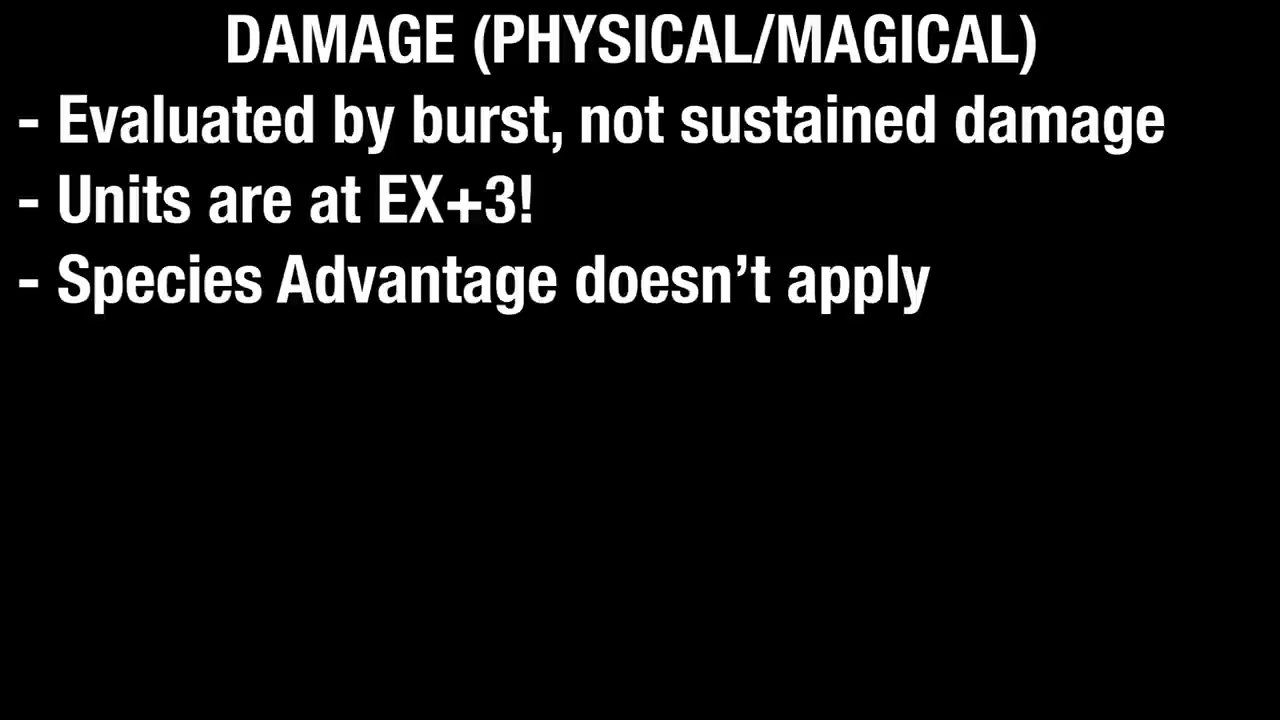 DAMAGE (PHYSICAL/MAGICAL)
- Evaluated by burst, not sustained damage
- Units are at EX+3!
- Species Advantage doesn’t apply